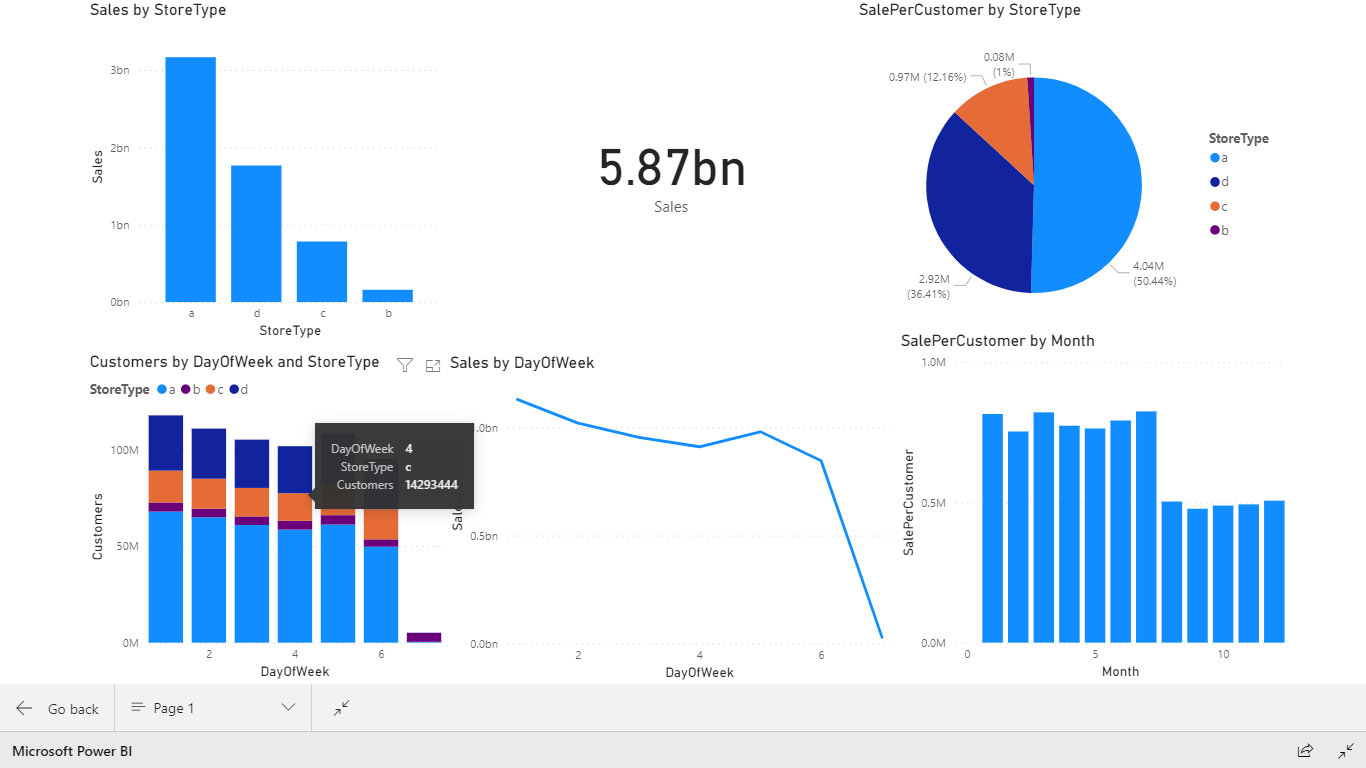 Sales by StoreType
3bn
2bn
1bn
0bn
Sales
a d c b
StoreType
5.87bn
Sales
SalePerCustomer by StoreType
0.08M
(1%)
0.97M (12.16%)
2.92M
(36.41%)
4.04M
(50.44%)
StoreType
a
d
c
b
Customers by DayOfWeek and StoreType
StoreType a b c d
100M
50M
0M
Customers
2 4 6
DayOfWeek
DayOfWeek 4
StoreType c
Customers 14293444
Sales by DayOfWeek
.0bn
0.5bn
0.0bn
2 4 6
DayOfWeek
SalePerCustomer by Month
1.0M
0.5M
0.0M
SalePerCustomer
0 5 10
Month
Go back
Page 1
Microsoft Power BI